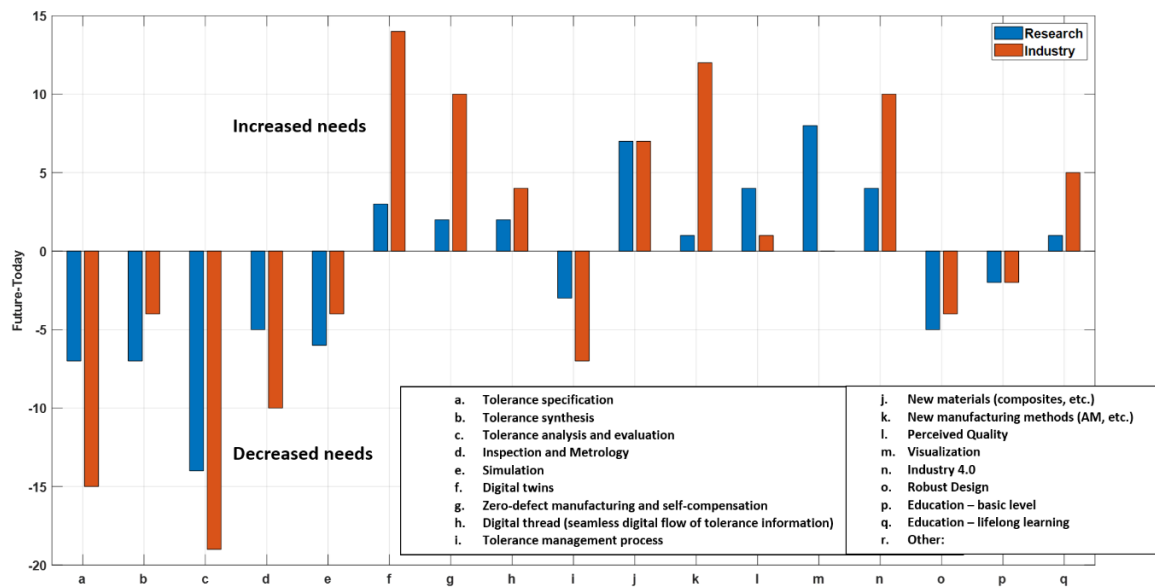 15
10
5
0
-5
-10
-15
-20
Future-Today
Increased needs
Decreased needs
Research
Industry
a. Tolerance specification
b. Tolerance synthesis
c. Tolerance analysis and evaluation
d. Inspection and Metrology
e. Simulation
f. Digital twins
g. Zero-defect manufacturing and self-compensation
h. Digital thread (seamless digital flow of tolerance information)
i. Tolerance management process
j. New materials (composites, etc.)
k. New manufacturing methods (AM, etc.)
l. Perceived Quality
m. Visualization
n. Industry 4.0
o. Robust Design
p. Education – basic level
q. Education – lifelong learning
r. Other:
a b c d e f g h i j k l m n o p q